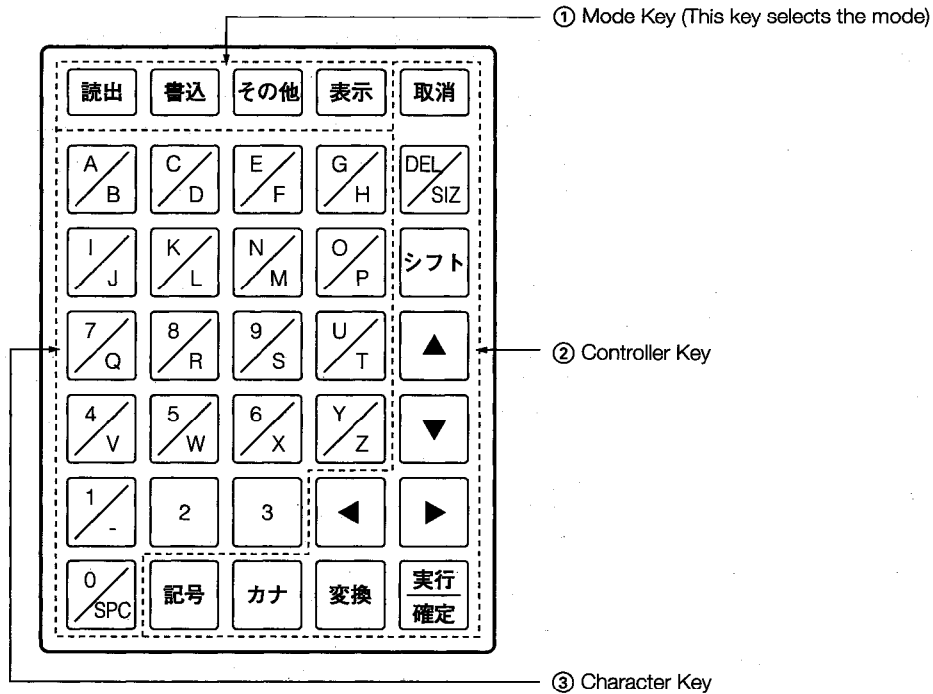 ① Mode Key (This key selects the mode)
読出 書込 その他 表示 取消
A/B C/D E/F G/H DEL/SIZ
I/J K/L N/M O/P シフト
7/Q 8/R 9/S U/T ▲
② Controller Key
4/V 5/W 6/X Y/Z ▼
1/- 2 3 ◀ ▶
0/SPC 記号 カナ 変換 実行
確定
③ Character Key